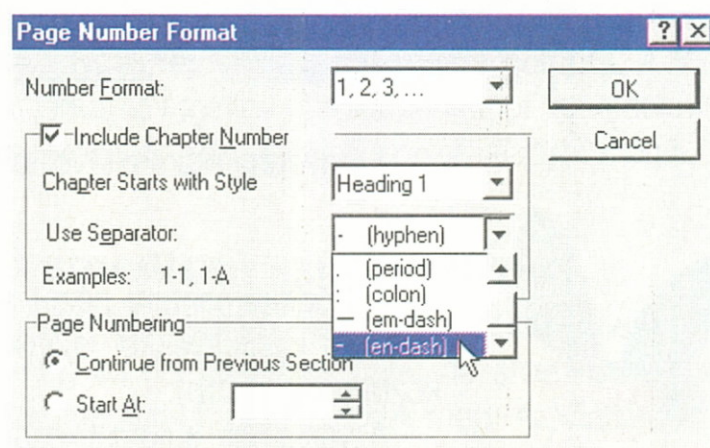 Page Number Format ? X
Number Format: 1, 2, 3, ... OK
Include Chapter Number Cancel
Chapter Starts with Style Heading 1
Use Separator: - (hyphen)
. (period)
Examples: 1-1, 1-A : (colon)
— (em-dash)
Page Numbering – (en-dash)
Continue from Previous Section
Start At: